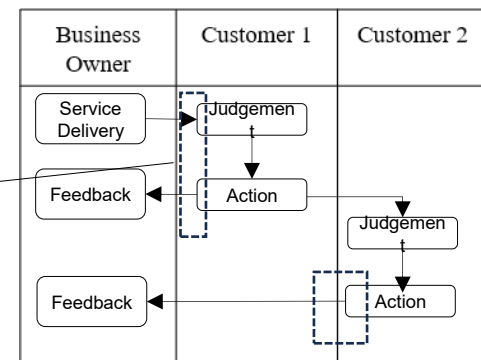 Business
Owner
Customer 1
Customer 2
Service
Delivery
Judgemen
t
Feedback
Action
Judgemen
t
Feedback
Action